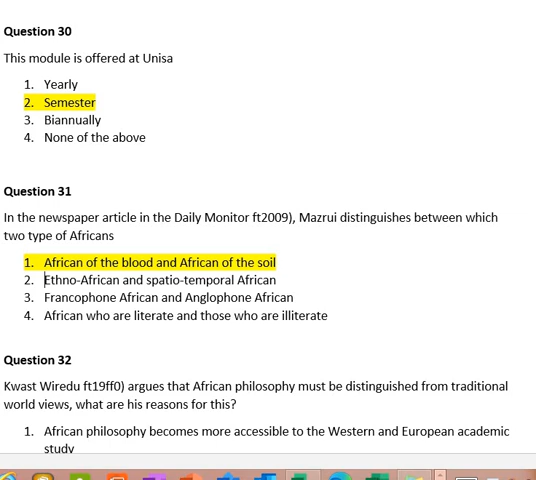 Question 30
This module is offered at Unisa
1. Yearly
2. Semester
3. Biannually
4. None of the above
Question 31
In the newspaper article in the Daily Monitor ft2009), Mazrui distinguishes between which
two type of Africans
1. African of the blood and African of the soil
2. Ethno-African and spatio-temporal African
3. Francophone African and Anglophone African
4. African who are literate and those who are illiterate
Question 32
Kwast Wiredu ft19ff0) argues that African philosophy must be distinguished from traditional
world views, what are his reasons for this?
1. African philosophy becomes more accessible to the Western and European academic
study